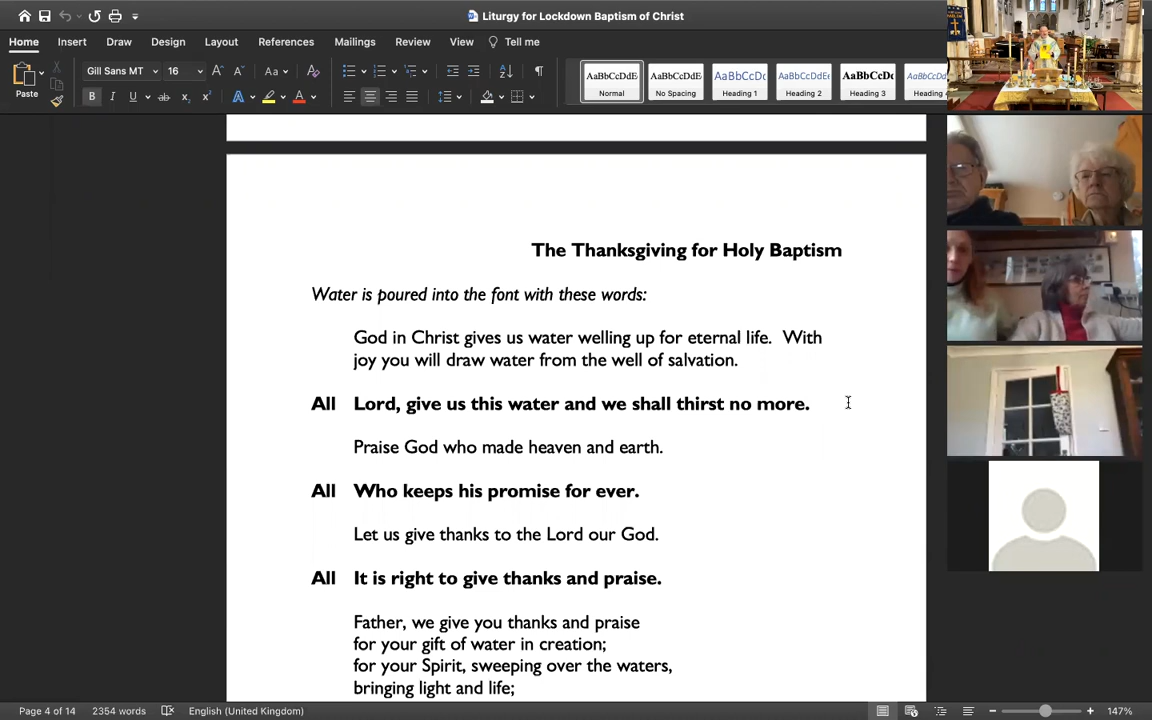 Liturgy for Lockdown Baptism of Christ
Home Insert Draw Design Layout References Mailings Review View Tell me
Paste
Gill Sans MT 16
AaBbCcDdE AaBbCcDdE AaBbCcDc AaBbCcDdEe AaBbCcDc AaBbCcDdE
Normal No Spacing Heading 1 Heading 2 Heading 3 Heading 4
The Thanksgiving for Holy Baptism
Water is poured into the font with these words:
God in Christ gives us water welling up for eternal life. With
joy you will draw water from the well of salvation.
All Lord, give us this water and we shall thirst no more.
Praise God who made heaven and earth.
All Who keeps his promise for ever.
Let us give thanks to the Lord our God.
All It is right to give thanks and praise.
Father, we give you thanks and praise
for your gift of water in creation;
for your Spirit, sweeping over the waters,
bringing light and life;
Page 4 of 14 2354 words English (United Kingdom) 147%